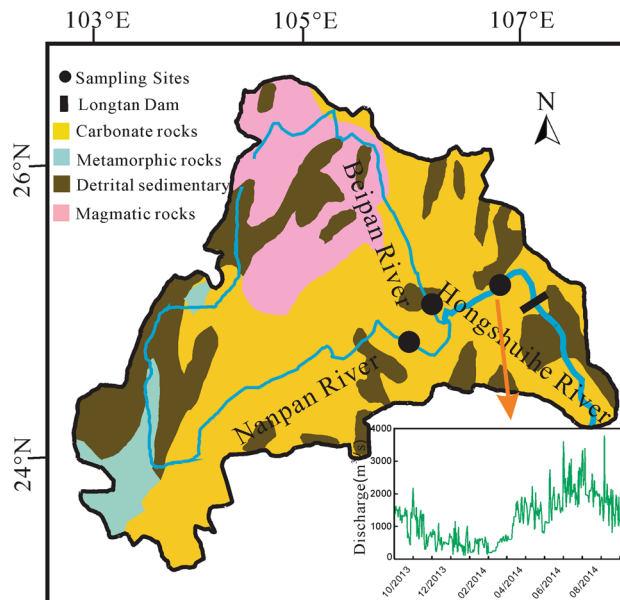 103°E 105°E 107°E
Sampling Sites
Longtan Dam
Carbonate rocks
Metamorphic rocks
Detrital sedimentary
Magmatic rocks
N
26°N
24°N
Beipan River
Hongshuihe River
Nanpan River
Discharge(m³/s)
4000
3000
2000
1000
0
10/2013 12/2013 02/2014 04/2014 06/2014 08/2014